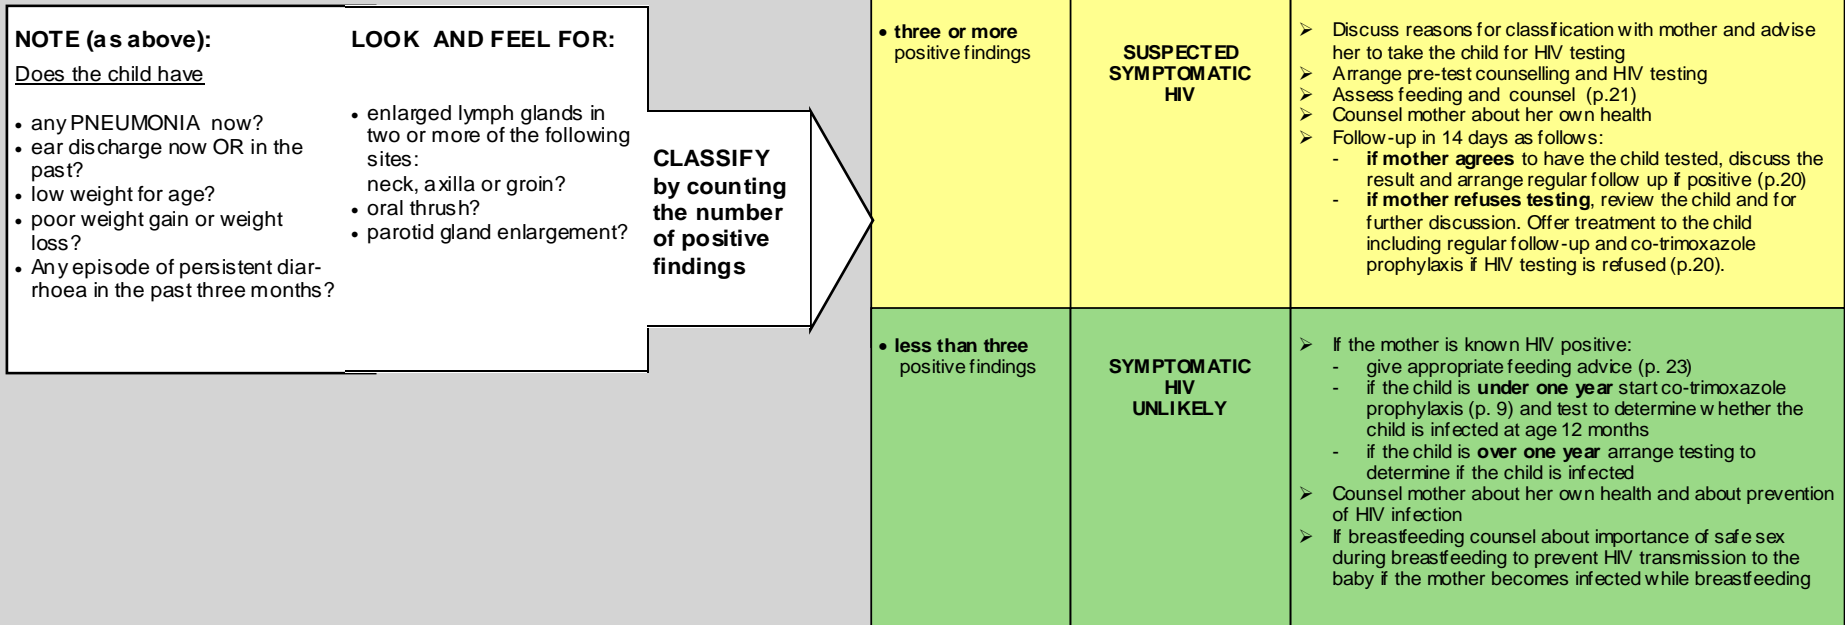 NOTE (as above):
Does the child have
• any PNEUMONIA now?
• ear discharge now OR in the
past?
• low weight for age?
• poor weight gain or weight
loss?
• Any episode of persistent diar-
rhoea in the past three months?
LOOK AND FEEL FOR:
• enlarged lymph glands in
two or more of the following
sites:
neck, axilla or groin?
• oral thrush?
• parotid gland enlargement?
CLASSIFY
by counting
the number
of positive
findings
• three or more
positive findings
SUSPECTED
SYMPTOMATIC
HIV
➢ Discuss reasons for classification with mother and advise
her to take the child for HIV testing
➢ Arrange pre-test counselling and HIV testing
➢ Assess feeding and counsel (p.21)
➢ Counsel mother about her own health
➢ Follow-up in 14 days as follows:
- if mother agrees to have the child tested, discuss the
result and arrange regular follow up if positive (p.20)
- if mother refuses testing, review the child and for
further discussion. Offer treatment to the child
including regular follow-up and co-trimoxazole
prophylaxis if HIV testing is refused (p.20).
• less than three
positive findings
SYMPTOMATIC
HIV
UNLIKELY
➢ If the mother is known HIV positive:
- give appropriate feeding advice (p. 23)
- if the child is under one year start co-trimoxazole
prophylaxis (p. 9) and test to determine whether the
child is infected at age 12 months
- if the child is over one year arrange testing to
determine if the child is infected
➢ Counsel mother about her own health and about prevention
of HIV infection
➢ If breastfeeding counsel about importance of safe sex
during breastfeeding to prevent HIV transmission to the
baby if the mother becomes infected while breastfeeding